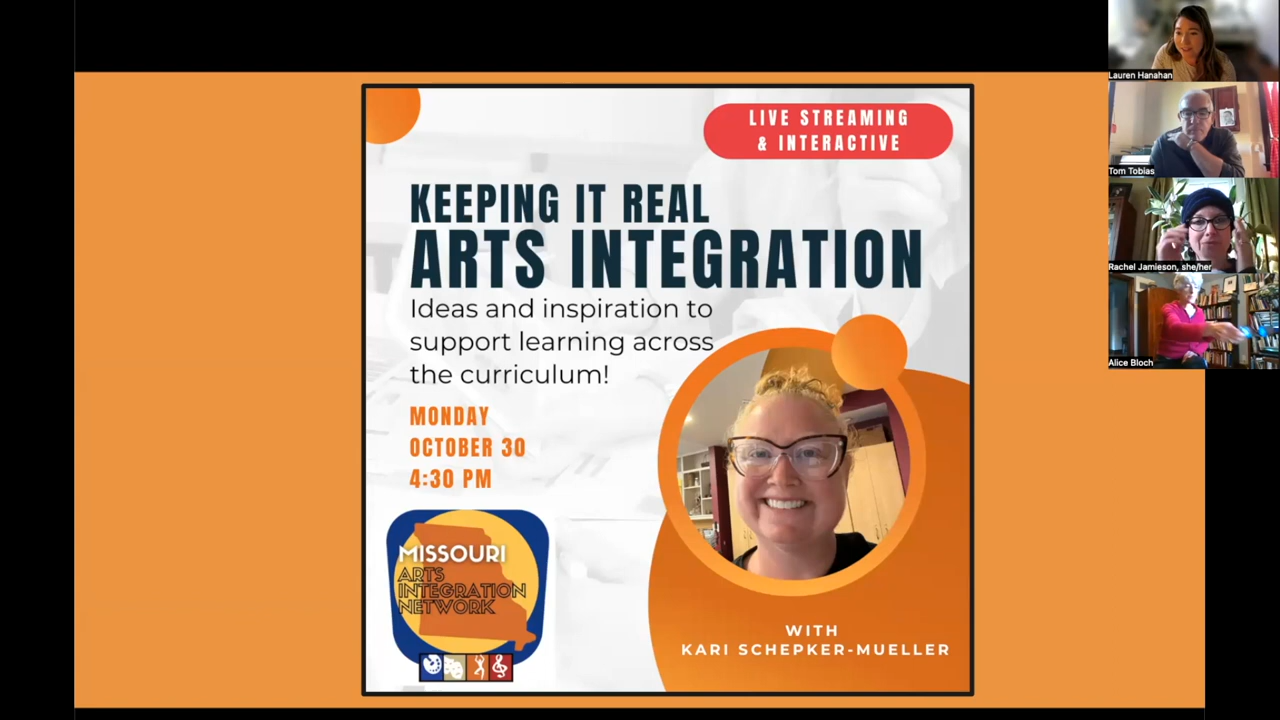 LIVE STREAMING
& INTERACTIVE
KEEPING IT REAL
ARTS INTEGRATION
Ideas and inspiration to
support learning across
the curriculum!
MONDAY
OCTOBER 30
4:30 PM
MISSOURI
ARTS
INTEGRATION
NETWORK
WITH
KARI SCHEPKER-MUELLER
Lauren Hanahan
Tom Tobias
Rachel Jamieson, she/her
Alice Bloch